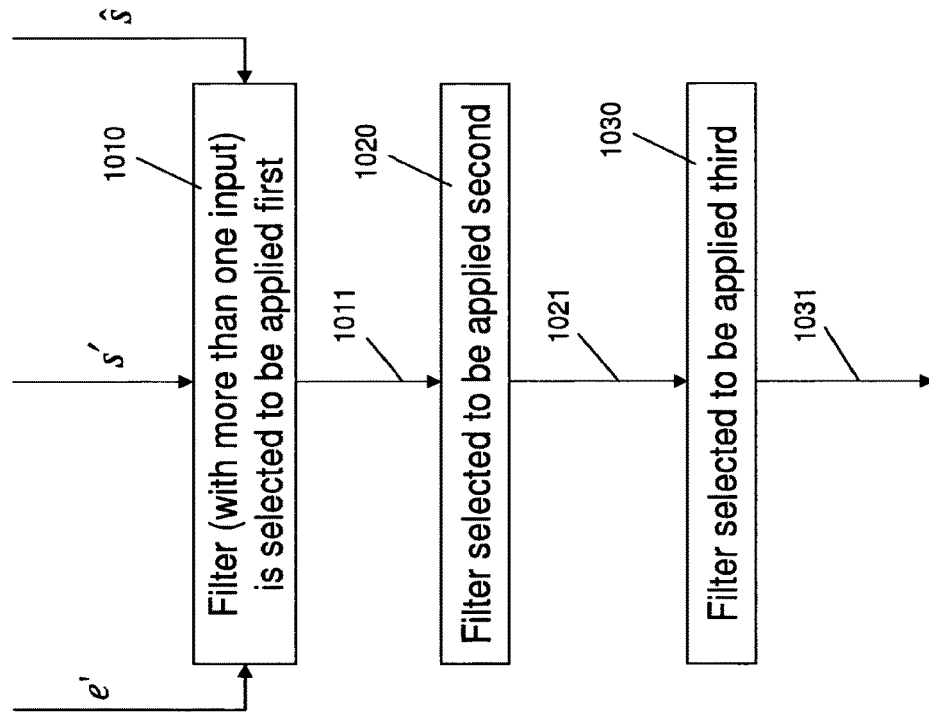 e'
s′
ŝ
1010
Filter (with more than one input)
is selected to be applied first
1011
1020
Filter selected to be applied second
1021
1030
Filter selected to be applied third
1031